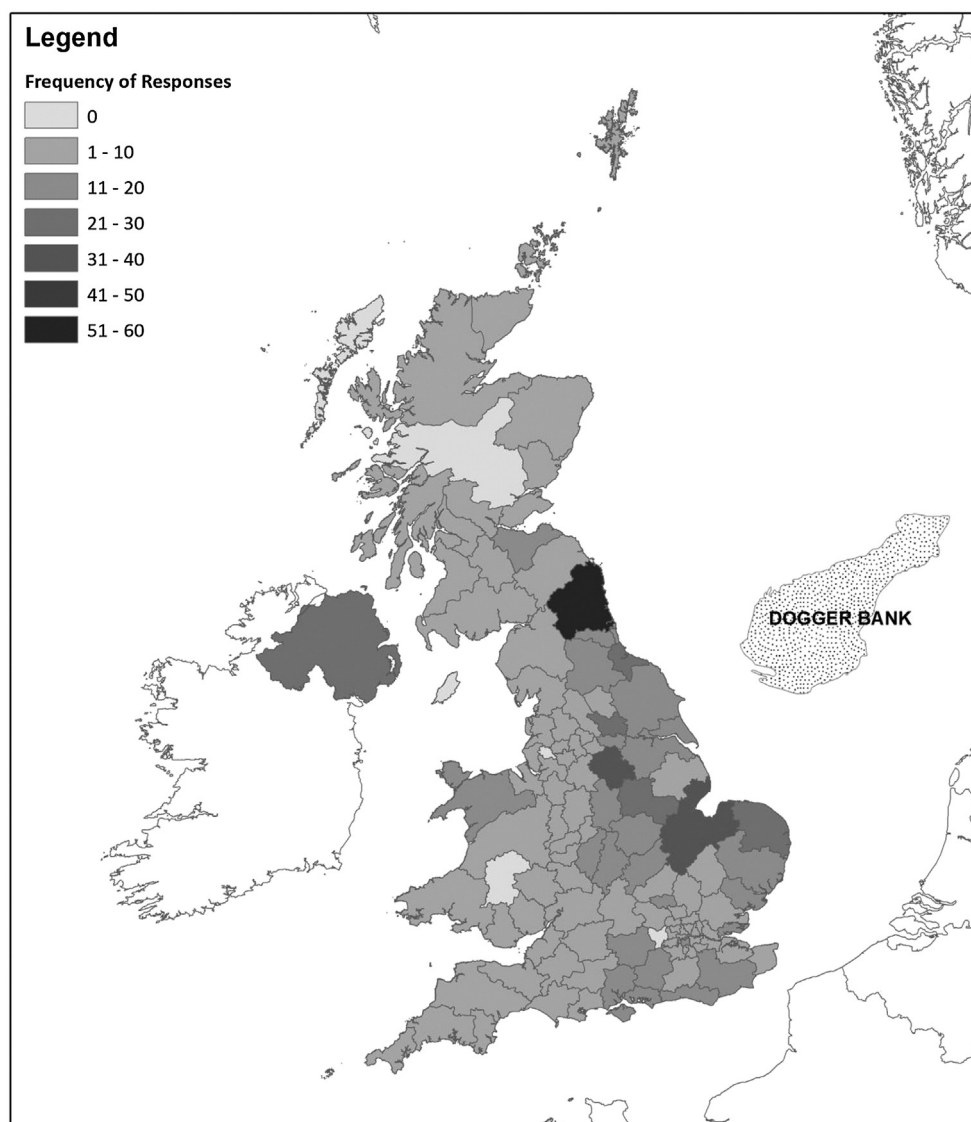 Legend
Frequency of Responses
0
1 - 10
11 - 20
21 - 30
31 - 40
41 - 50
51 - 60
DOGGER BANK